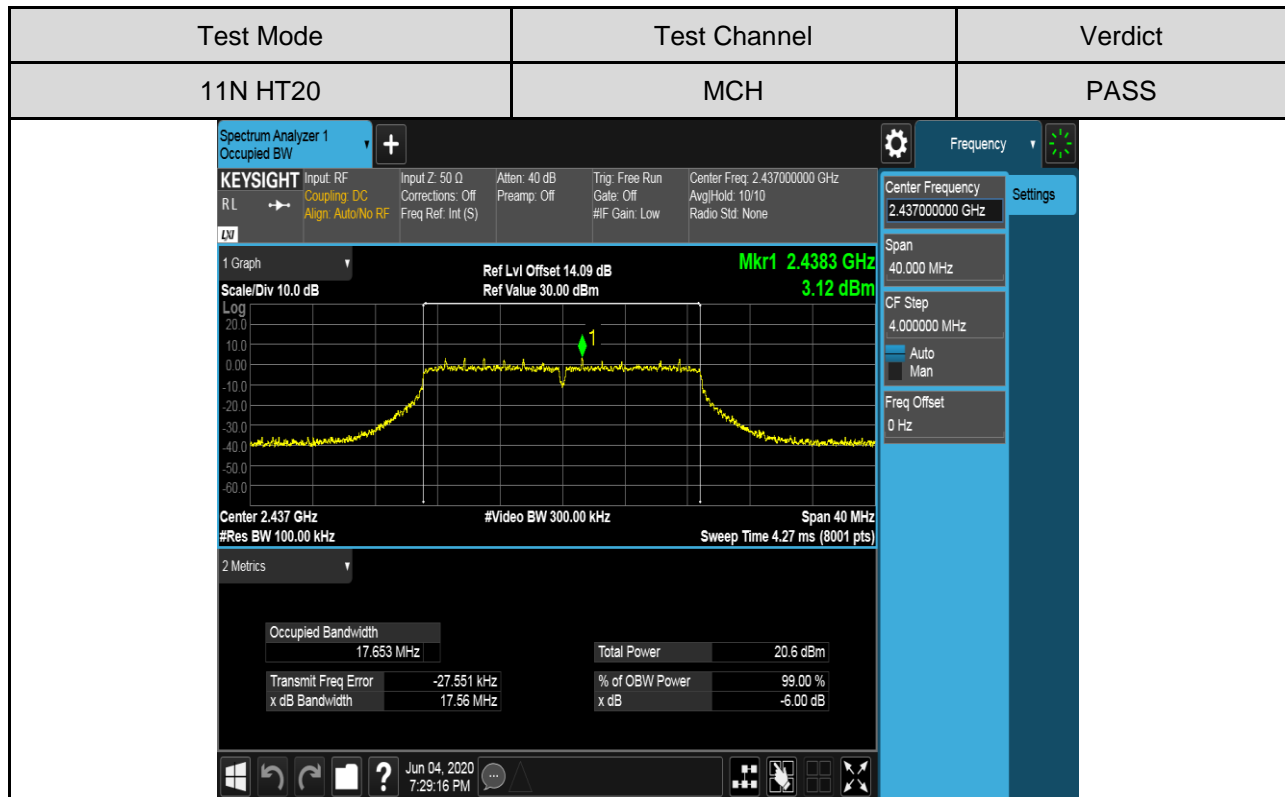 Test Mode Test Channel Verdict
11N HT20 MCH PASS
Spectrum Analyzer 1
Occupied BW
+
Frequency
KEYSIGHT Input: RF Input Z: 50 Ω Atten: 40 dB Trig: Free Run Center Freq: 2.437000000 GHz
RL Coupling: DC Corrections: Off Preamp: Off Gate: Off Avg|Hold: 10/10
Align: Auto/No RF Freq Ref: Int (S) #IF Gain: Low Radio Std: None
LXI
Center Frequency
2.437000000 GHz
Settings
Span
40.000 MHz
CF Step
4.000000 MHz
Auto
Man
Freq Offset
0 Hz
1 Graph
Scale/Div 10.0 dB
Ref Lvl Offset 14.09 dB
Ref Value 30.00 dBm
Mkr1 2.4383 GHz
3.12 dBm
Log
20.0
10.0
0.00
-10.0
-20.0
-30.0
-40.0
-50.0
-60.0
1
Center 2.437 GHz #Video BW 300.00 kHz Span 40 MHz
#Res BW 100.00 kHz Sweep Time 4.27 ms (8001 pts)
2 Metrics
Occupied Bandwidth
17.653 MHz Total Power 20.6 dBm
Transmit Freq Error -27.551 kHz % of OBW Power 99.00 %
x dB Bandwidth 17.56 MHz x dB -6.00 dB
?
Jun 04, 2020
7:29:16 PM